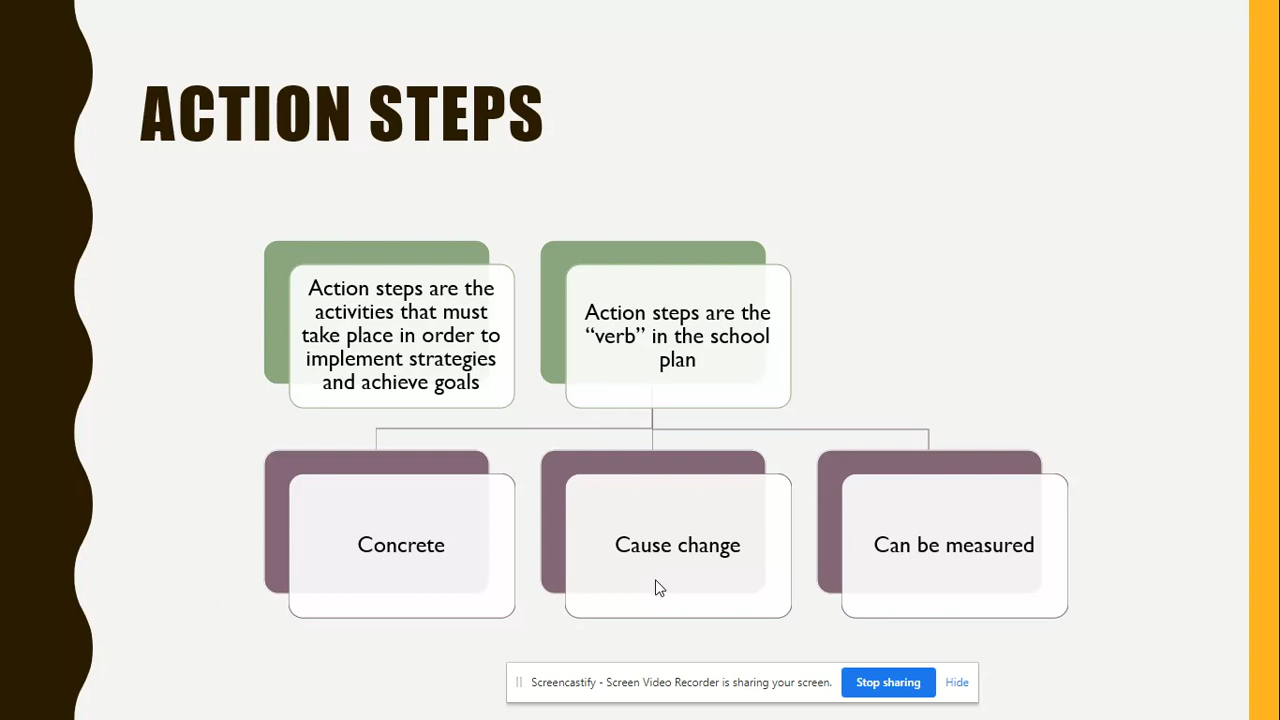 ACTION STEPS
Action steps are the
activities that must
take place in order to
implement strategies
and achieve goals
Action steps are the
“verb” in the school
plan
Concrete
Cause change
Can be measured
Screencastify - Screen Video Recorder is sharing your screen.
Stop sharing
Hide